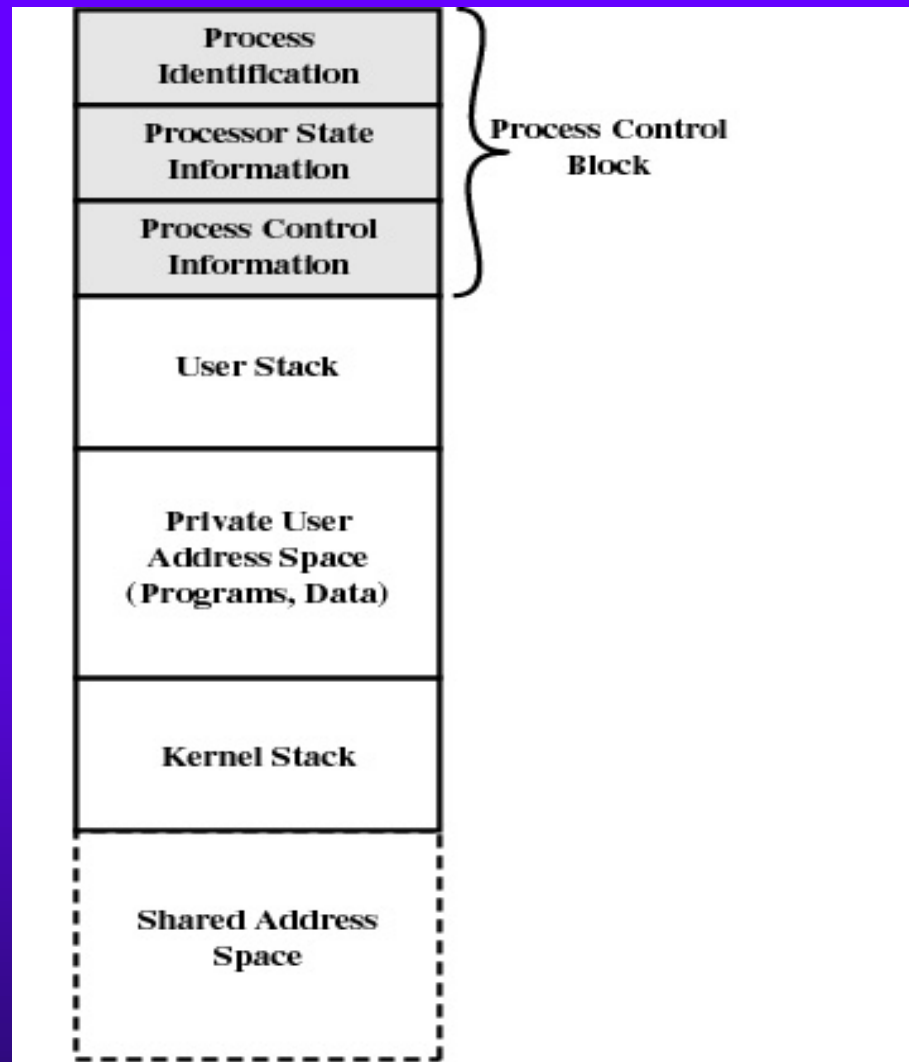 Process
Identification
Processor State
Information
Process Control
Information
Process Control
Block
User Stack
Private User
Address Space
(Programs, Data)
Kernel Stack
Shared Address
Space